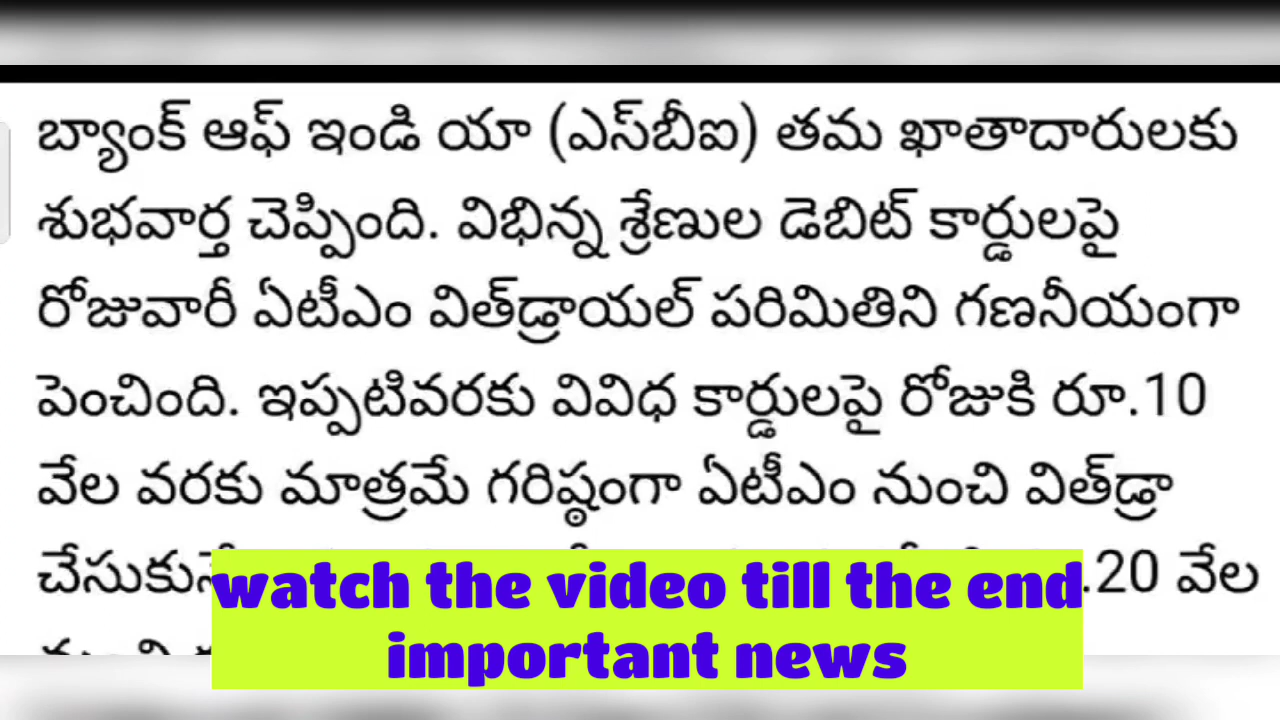 బ్యాంక్ ఆఫ్ ఇండి యా (ఎస్‌బీఐ) తమ ఖాతాదారులకు
శుభవార్త చెప్పింది. విభిన్న శ్రేణుల డెబిట్ కార్డులపై
రోజువారీ ఏటీఎం విత్‌డ్రాయల్ పరిమితిని గణనీయంగా
పెంచింది. ఇప్పటివరకు వివిధ కార్డులపై రోజుకి రూ.10
వేల వరకు మాత్రమే గరిష్ఠంగా ఏటీఎం నుంచి విత్‌డ్రా
.20 వేల
watch the video till the end
important news